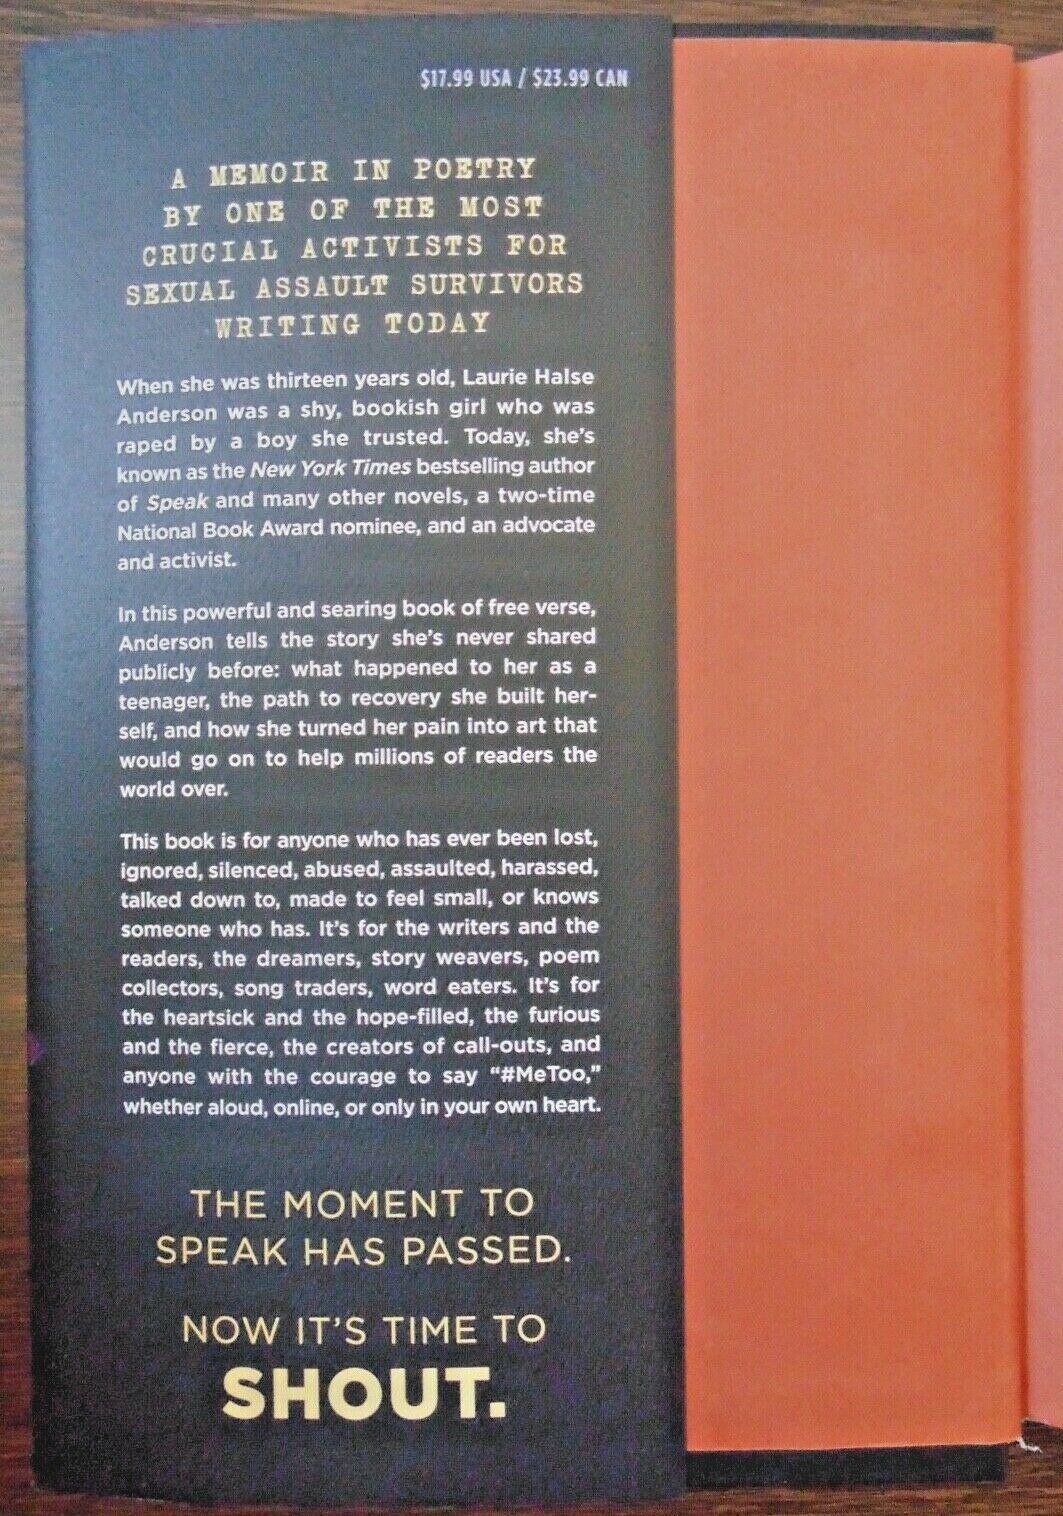 $17.99 USA / $23.99 CAN
A MEMOIR IN POETRY
BY ONE OF THE MOST
CRUCIAL ACTIVISTS FOR
SEXUAL ASSAULT SURVIVORS
WRITING TODAY
When she was thirteen years old, Laurie Halse
Anderson was a shy, bookish girl who was
raped by a boy she trusted. Today, she's
known as the New York Times bestselling author
of Speak and many other novels, a two-time
National Book Award nominee, and an advocate
and activist.
In this powerful and searing book of free verse,
Anderson tells the story she's never shared
publicly before: what happened to her as a
teenager, the path to recovery she built her-
self, and how she turned her pain into art that
would go on to help millions of readers the
world over.
This book is for anyone who has ever been lost,
ignored, silenced, abused, assaulted, harassed,
talked down to, made to feel small, or knows
someone who has. It's for the writers and the
readers, the dreamers, story weavers, poem
collectors, song traders, word eaters. It's for
the heartsick and the hope-filled, the furious
and the fierce, the creators of call-outs, and
anyone with the courage to say "#MeToo,"
whether aloud, online, or only in your own heart.
THE MOMENT TO
SPEAK HAS PASSED.
NOW IT'S TIME TO
SHOUT.